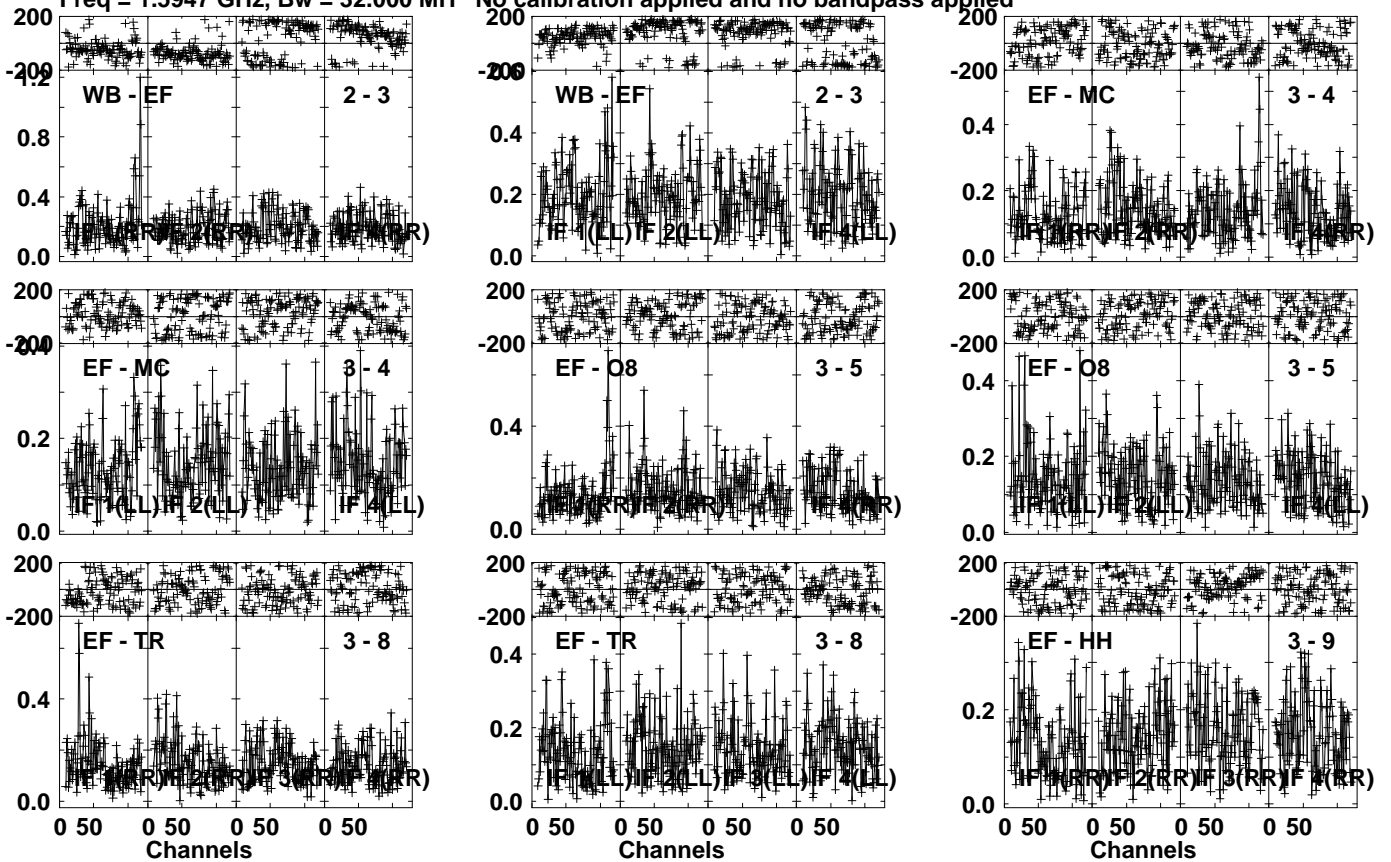 Freq = 1.5947 GHz, Bw = 32.000 MH No calibration applied and no bandpass applied
200
-200
1.2
0.8
0.4
0.0
WB - EF
2 - 3
IF 1(RR)
IF 2(RR)
IF 4(RR)
200
-200
0.6
0.4
0.2
0.0
WB - EF
2 - 3
IF 1(LL)
IF 2(LL)
IF 4(LL)
200
-200
0.4
0.2
0.0
EF - MC
3 - 4
IF 1(RR)
IF 2(RR)
IF 4(RR)
200
-200
0.4
0.2
0.0
EF - MC
3 - 4
IF 1(LL)
IF 2(LL)
IF 4(LL)
200
-200
0.4
0.0
EF - O8
3 - 5
IF 1(RR)
IF 2(RR)
IF 4(RR)
200
-200
0.4
0.2
0.0
EF - O8
3 - 5
IF 1(LL)
IF 2(LL)
IF 4(LL)
200
-200
0.4
0.0
EF - TR
3 - 8
IF 1(RR)
IF 2(RR)
IF 3(RR)
IF 4(RR)
0 50 0 50
Channels
200
-200
0.4
0.2
0.0
EF - TR
3 - 8
IF 1(LL)
IF 2(LL)
IF 3(LL)
IF 4(LL)
0 50 0 50
Channels
200
-200
0.2
0.0
EF - HH
3 - 9
IF 1(RR)
IF 2(RR)
IF 3(RR)
IF 4(RR)
0 50 0 50
Channels